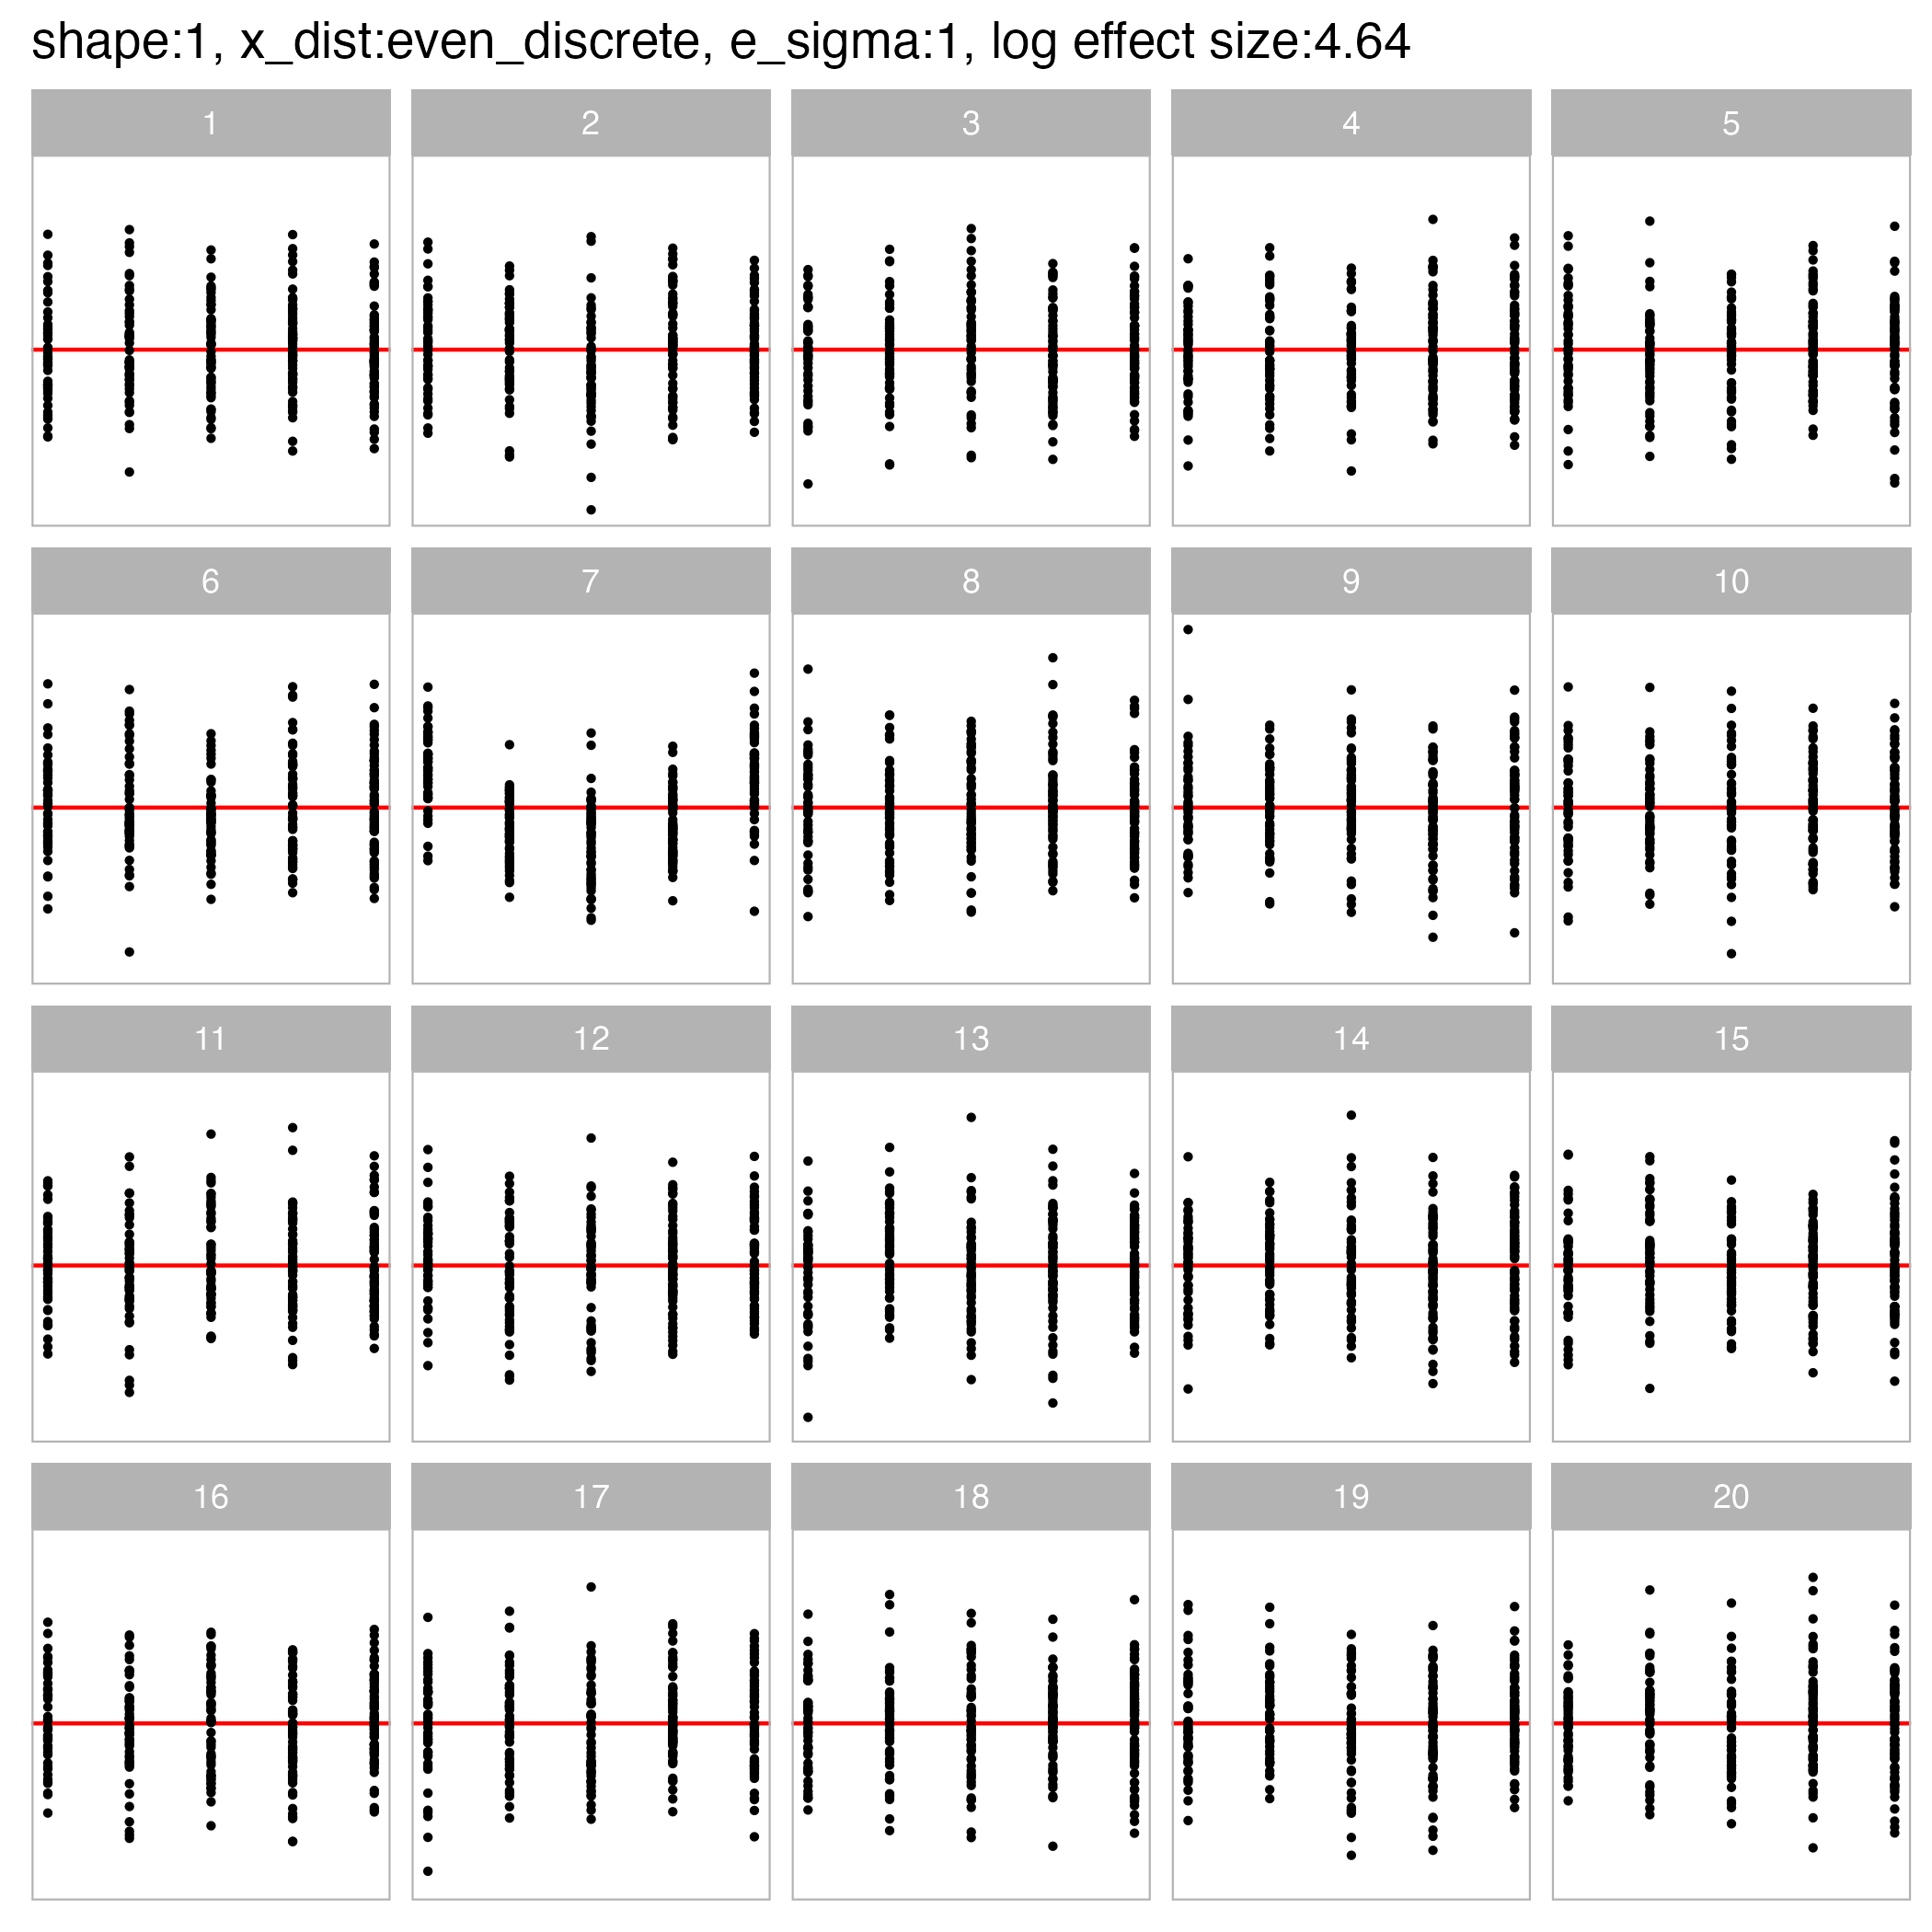 shape:1, x_dist:even_discrete, e_sigma:1, log effect size:4.64
1 2 3 4 5
6 7 8 9 10
11 12 13 14 15
16 17 18 19 20